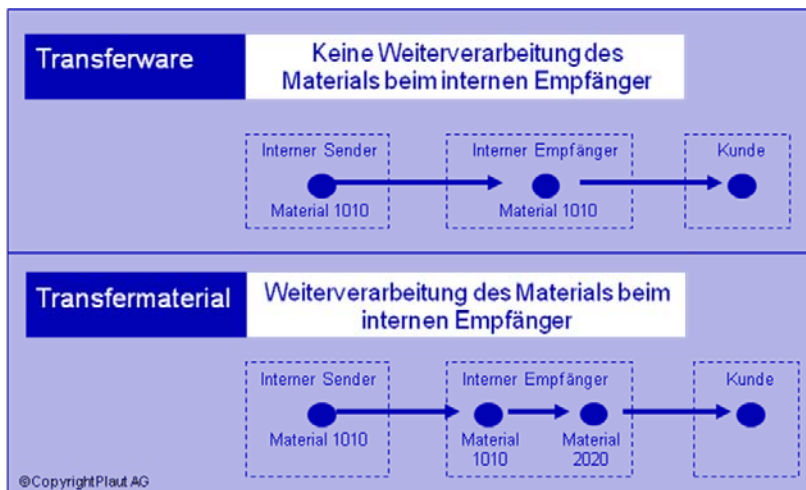 Transferware
Keine Weiterverarbeitung des
Materials beim internen Empfänger
Interner Sender
Interner Empfänger
Kunde
Material 1010
Material 1010
Transfermaterial
Weiterverarbeitung des Materials beim
internen Empfänger
Interner Sender
Interner Empfänger
Kunde
Material 1010
Material
1010
Material
2020
©Copyright Plaut AG